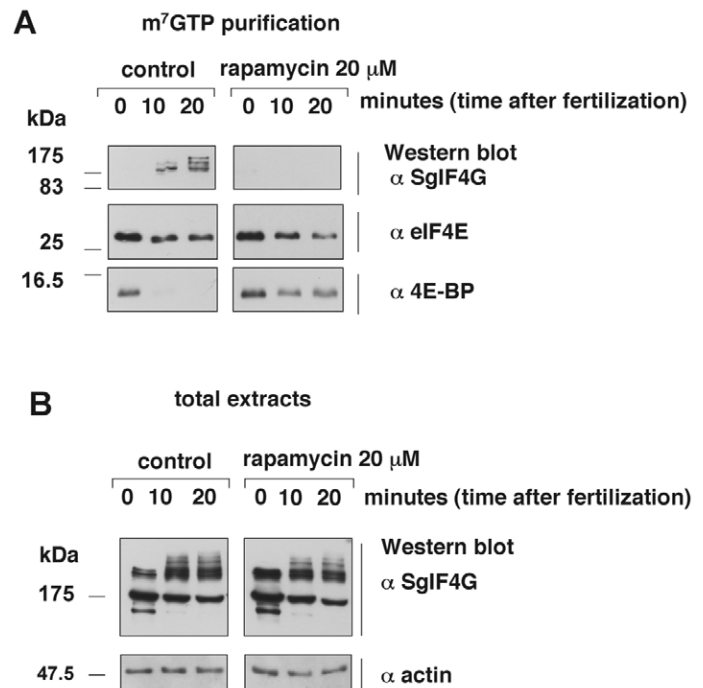 A
m⁷GTP purification
control rapamycin 20 μM
0 10 20 0 10 20 minutes (time after fertilization)
kDa
175
83
Western blot
α SgIF4G
25
α eIF4E
16.5
α 4E-BP
B
total extracts
control rapamycin 20 μM
0 10 20 0 10 20 minutes (time after fertilization)
kDa
175
Western blot
α SgIF4G
47.5
α actin